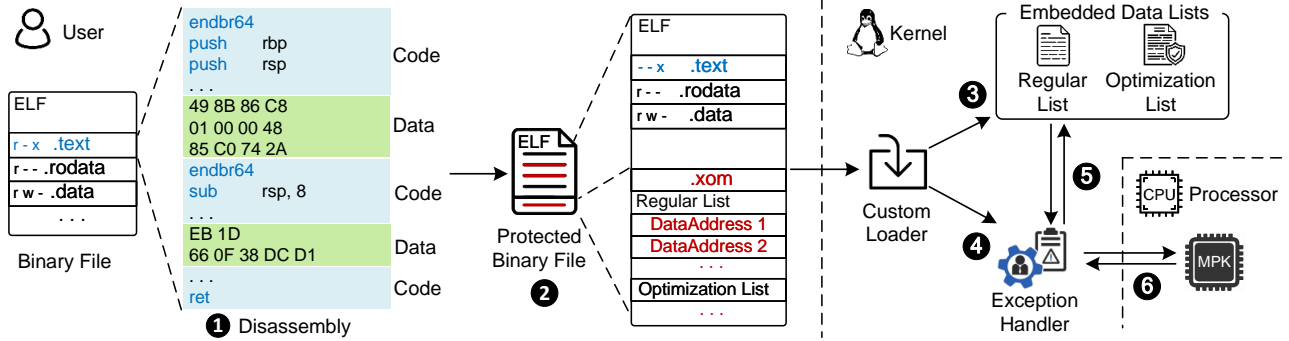 User
ELF
r - x .text
r - - .rodata
r w - .data
. . .
Binary File
endbr64
push rbp
push rsp
. . .
Code
49 8B 86 C8
01 00 00 48
85 C0 74 2A
Data
endbr64
sub rsp, 8
. . .
Code
EB 1D
66 0F 38 DC D1
Data
. . .
ret
Code
1 Disassembly
ELF
Protected
Binary File
2
ELF
- - x .text
r - - .rodata
r w - .data
.xom
Regular List
DataAddress 1
DataAddress 2
. . .
Optimization List
. . .
Kernel
Custom
Loader
3
4
Embedded Data Lists
Regular
List
Optimization
List
5
Exception
Handler
6
CPU
Processor
MPK